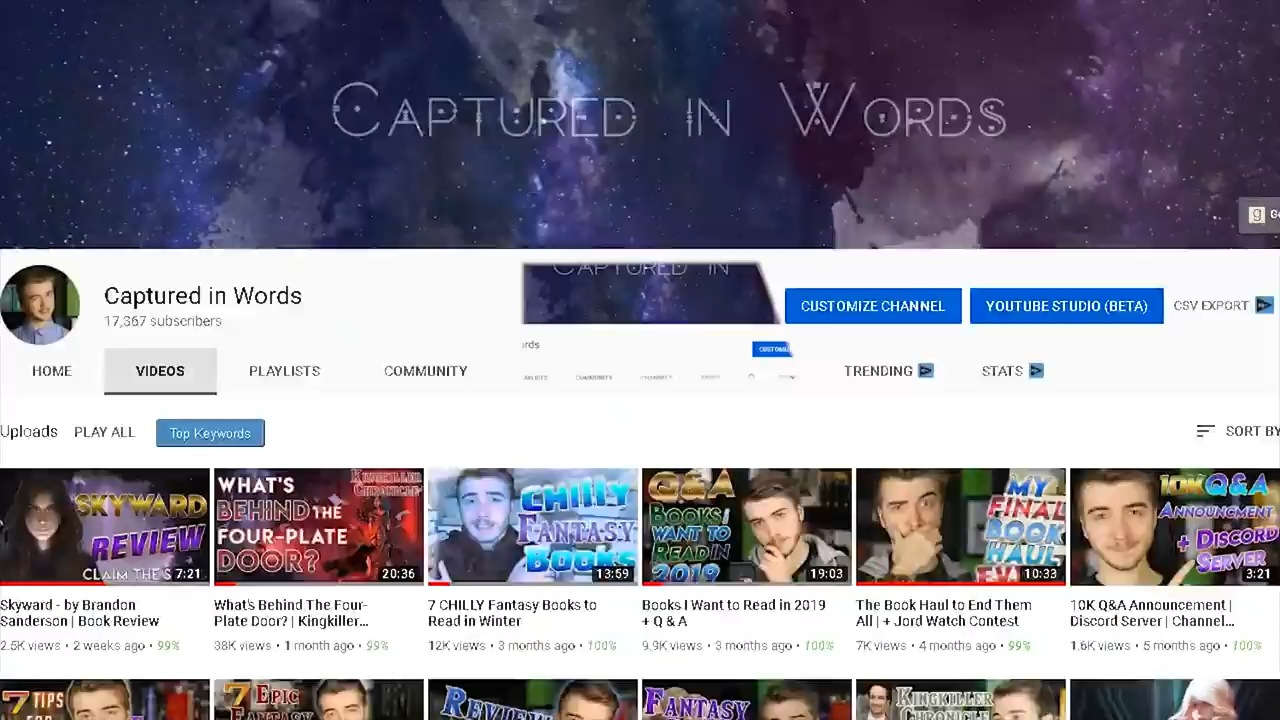 CAPTURED IN WORDS
g
Captured in Words
17,367 subscribers
CAPTURED IN
CUSTOMIZE CHANNEL
YOUTUBE STUDIO (BETA)
CSV EXPORT
HOME
VIDEOS
PLAYLISTS
COMMUNITY
TRENDING
STATS
Uploads
PLAY ALL
Top Keywords
SORT BY
SKYWARD
REVIEW
CLAIM THE S
7:21
WHAT'S
BEHIND THE
FOUR-PLATE
DOOR?
KINGKILLER
CHRONICLE
20:36
CHILLY
FANTASY
BOOKS
13:59
Q&A
BOOKS I
WANT TO
READ IN
2019
19:03
MY
FINAL
BOOK
HAUL
10:33
10K Q&A
ANNOUNCMENT
+ DISCORD
SERVER
3:21
Skyward - by Brandon
Sanderson | Book Review
2.5K views • 2 weeks ago • 99%
What's Behind The Four-
Plate Door? | Kingkiller...
38K views • 1 month ago • 99%
7 CHILLY Fantasy Books to
Read in Winter
12K views • 3 months ago • 100%
Books I Want to Read in 2019
+ Q & A
9.9K views • 3 months ago • 100%
The Book Haul to End Them
All | + Jord Watch Contest
7K views • 4 months ago • 99%
10K Q&A Announcement |
Discord Server | Channel...
1.6K views • 5 months ago • 100%
7 TIPS
7 EPIC
FANTASY
REVIEW
FANTASY
KINGKILLER
CHRONICLE